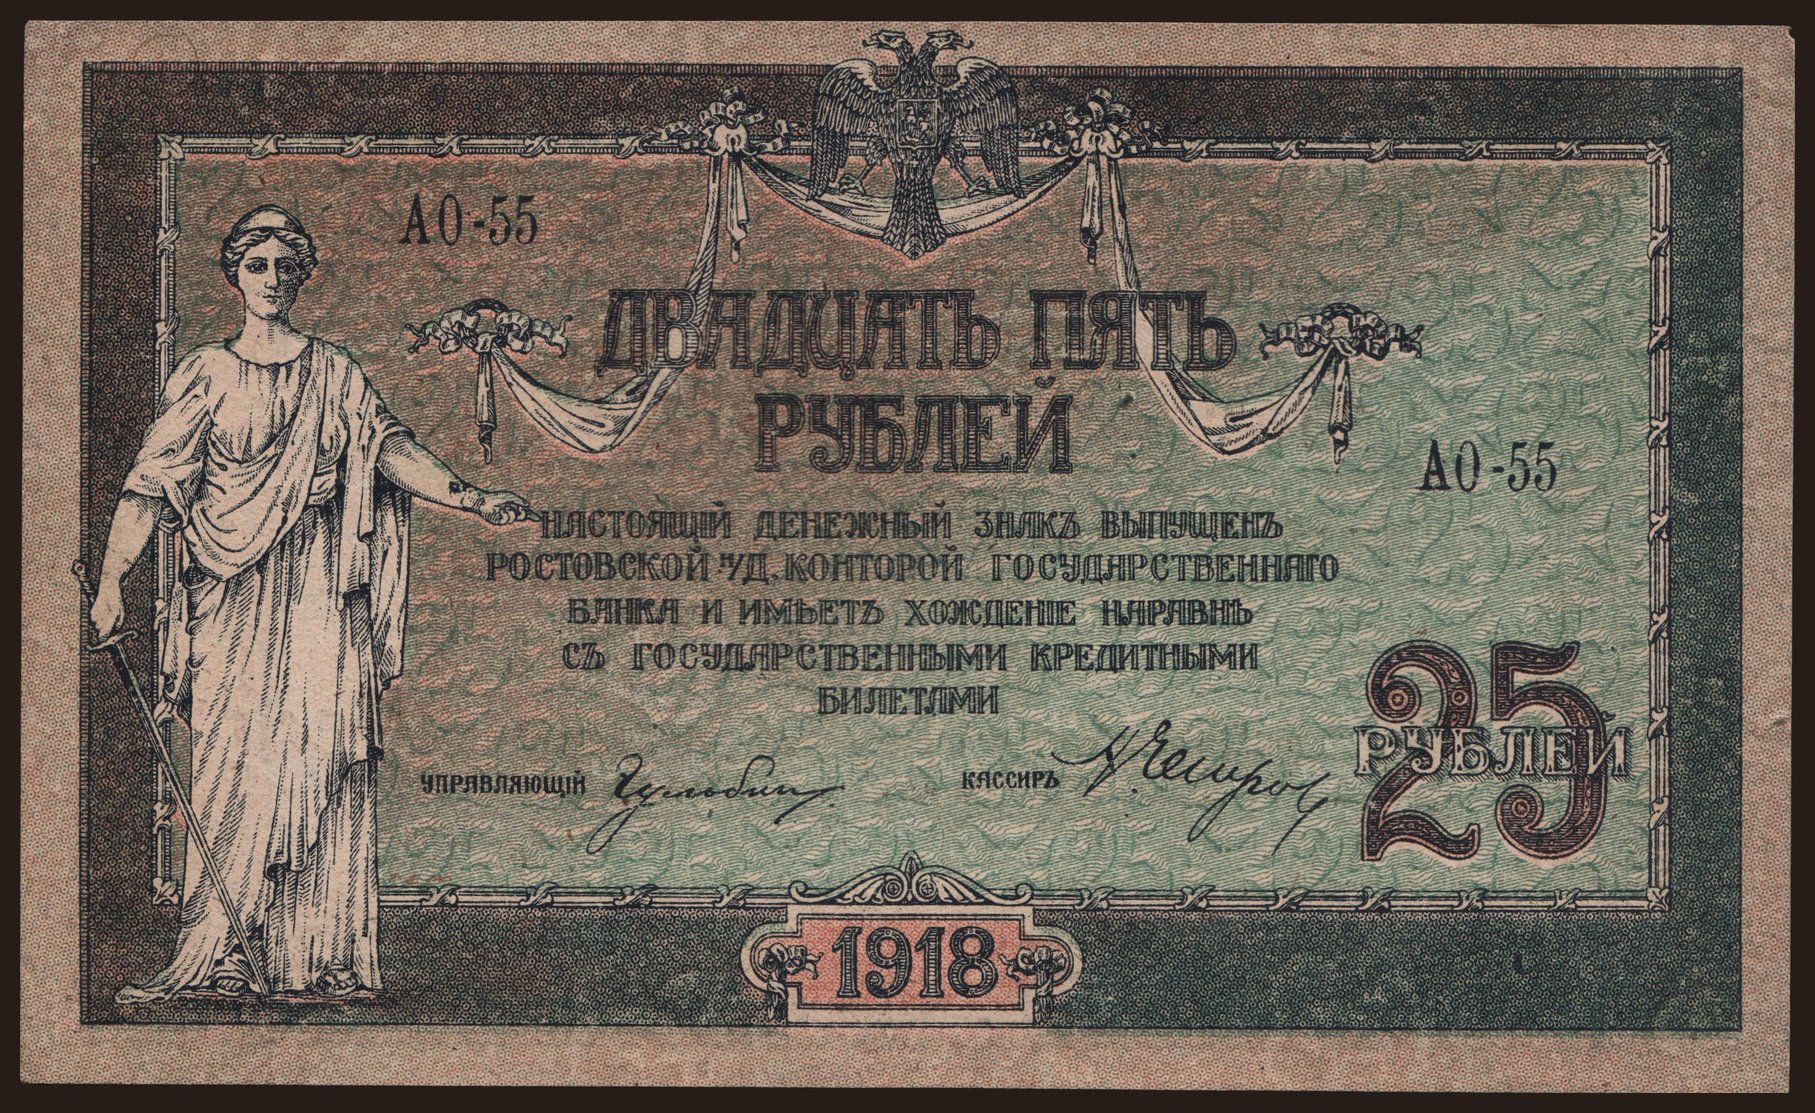 АО-55
ДВАДЦАТЬ ПЯТЬ
РУБЛЕЙ
АО-55
НАСТОЯЩІЙ ДЕНЕЖНЫЙ ЗНАКЪ ВЫПУЩЕНЪ
РОСТОВСКОЙ Н/Д. КОНТОРОЙ ГОСУДАРСТВЕННАГО
БАНКА И ИМѢЕТЪ ХОЖДЕНІЕ НАРАВНѢ
СЪ ГОСУДАРСТВЕННЫМИ КРЕДИТНЫМИ
БИЛЕТАМИ
25
РУБЛЕЙ
УПРАВЛЯЮЩІЙ КАССИРЪ
1918